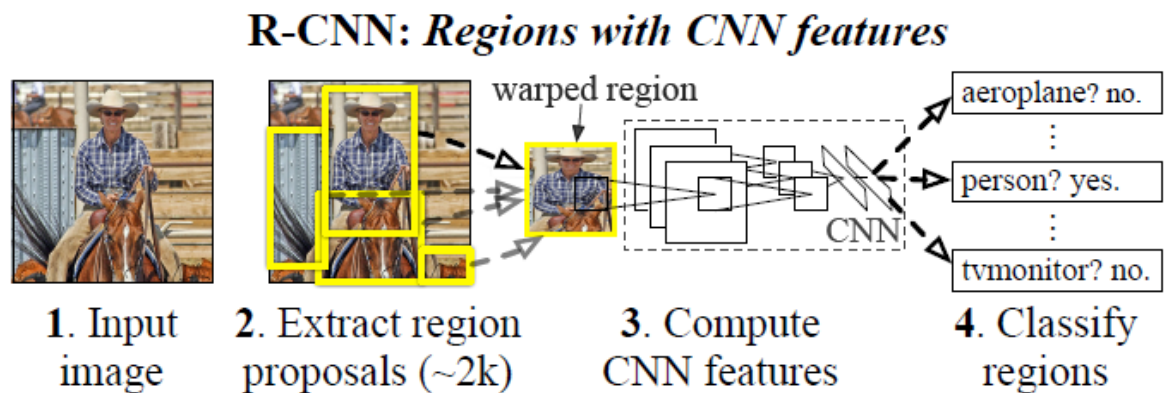 R-CNN: Regions with CNN features
warped region
aeroplane? no.
⋮
person? yes.
⋮
tvmonitor? no.
CNN
1. Input
image
2. Extract region
proposals (~2k)
3. Compute
CNN features
4. Classify
regions